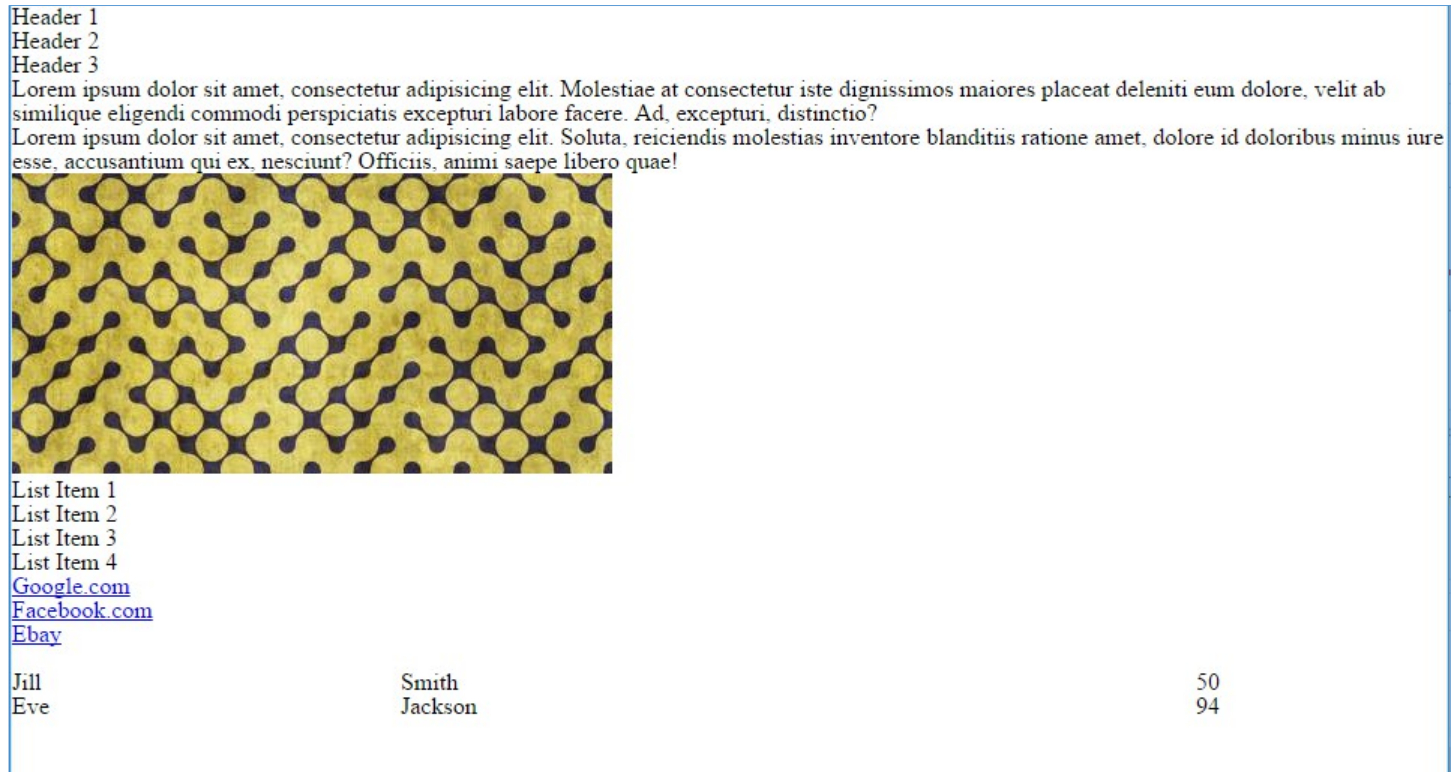 Header 1
Header 2
Header 3
Lorem ipsum dolor sit amet, consectetur adipisicing elit. Molestiae at consectetur iste dignissimos maiores placeat deleniti eum dolore, velit ab
similique eligendi commodi perspiciatis excepturi labore facere. Ad, excepturi, distinctio?
Lorem ipsum dolor sit amet, consectetur adipisicing elit. Soluta, reiciendis molestias inventore blanditiis ratione amet, dolore id doloribus minus iure
esse, accusantium qui ex, nesciunt? Officiis, animi saepe libero quae!
List Item 1
List Item 2
List Item 3
List Item 4
Google.com
Facebook.com
Ebay
Jill Smith 50
Eve Jackson 94